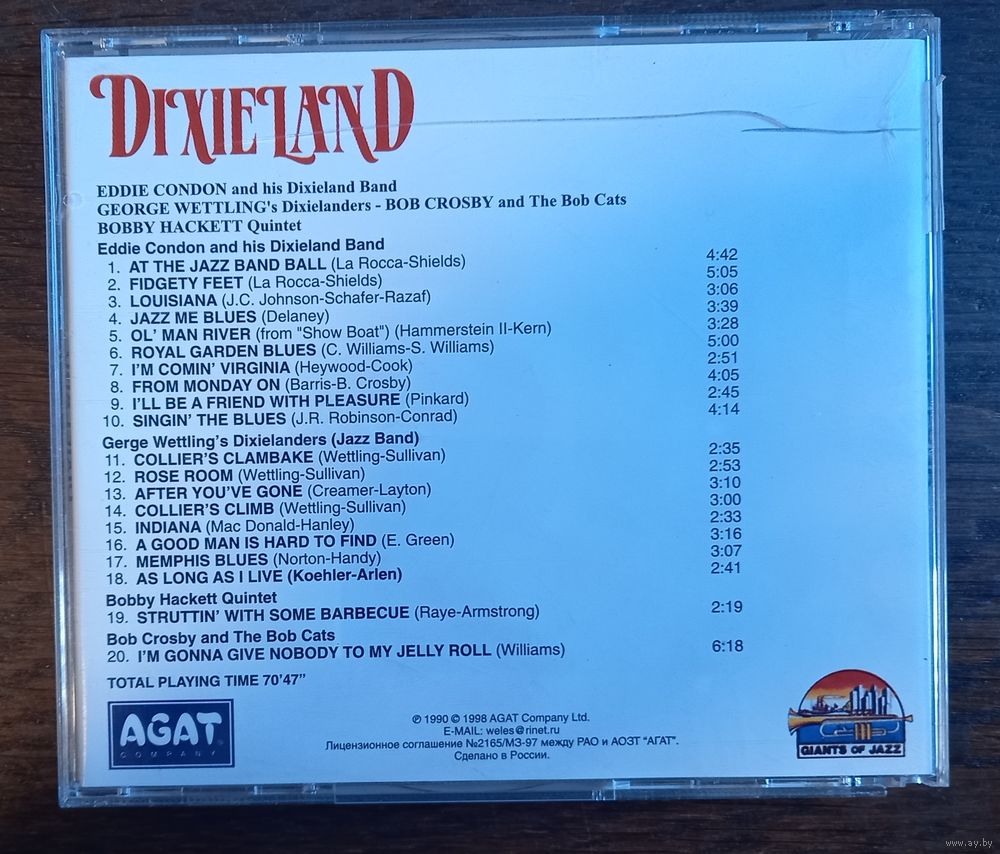 DIXIELAND
EDDIE CONDON and his Dixieland Band
GEORGE WETTLING's Dixielanders - BOB CROSBY and The Bob Cats
BOBBY HACKETT Quintet
Eddie Condon and his Dixieland Band
1. AT THE JAZZ BAND BALL (La Rocca-Shields) 4:42
2. FIDGETY FEET (La Rocca-Shields) 5:05
3. LOUISIANA (J.C. Johnson-Schafer-Razaf) 3:06
4. JAZZ ME BLUES (Delaney) 3:39
5. OL' MAN RIVER (from "Show Boat") (Hammerstein II-Kern) 3:28
6. ROYAL GARDEN BLUES (C. Williams-S. Williams) 5:00
7. I'M COMIN' VIRGINIA (Heywood-Cook) 2:51
8. FROM MONDAY ON (Barris-B. Crosby) 4:05
9. I'LL BE A FRIEND WITH PLEASURE (Pinkard) 2:45
10. SINGIN' THE BLUES (J.R. Robinson-Conrad) 4:14
Gerge Wettling's Dixielanders (Jazz Band)
11. COLLIER'S CLAMBAKE (Wettling-Sullivan) 2:35
12. ROSE ROOM (Wettling-Sullivan) 2:53
13. AFTER YOU'VE GONE (Creamer-Layton) 3:10
14. COLLIER'S CLIMB (Wettling-Sullivan) 3:00
15. INDIANA (Mac Donald-Hanley) 2:33
16. A GOOD MAN IS HARD TO FIND (E. Green) 3:16
17. MEMPHIS BLUES (Norton-Handy) 3:07
18. AS LONG AS I LIVE (Koehler-Arlen) 2:41
Bobby Hackett Quintet
19. STRUTTIN' WITH SOME BARBECUE (Raye-Armstrong) 2:19
Bob Crosby and The Bob Cats
20. I'M GONNA GIVE NOBODY TO MY JELLY ROLL (Williams) 6:18
TOTAL PLAYING TIME 70'47"
AGAT
COMPANY
℗ 1990 © 1998 AGAT Company Ltd.
E-MAIL: weles@rinet.ru
Лицензионное соглашение №2165/МЗ-97 между РАО и АОЗТ "АГАТ".
Сделано в России.
GIANTS OF JAZZ
www.ay.by